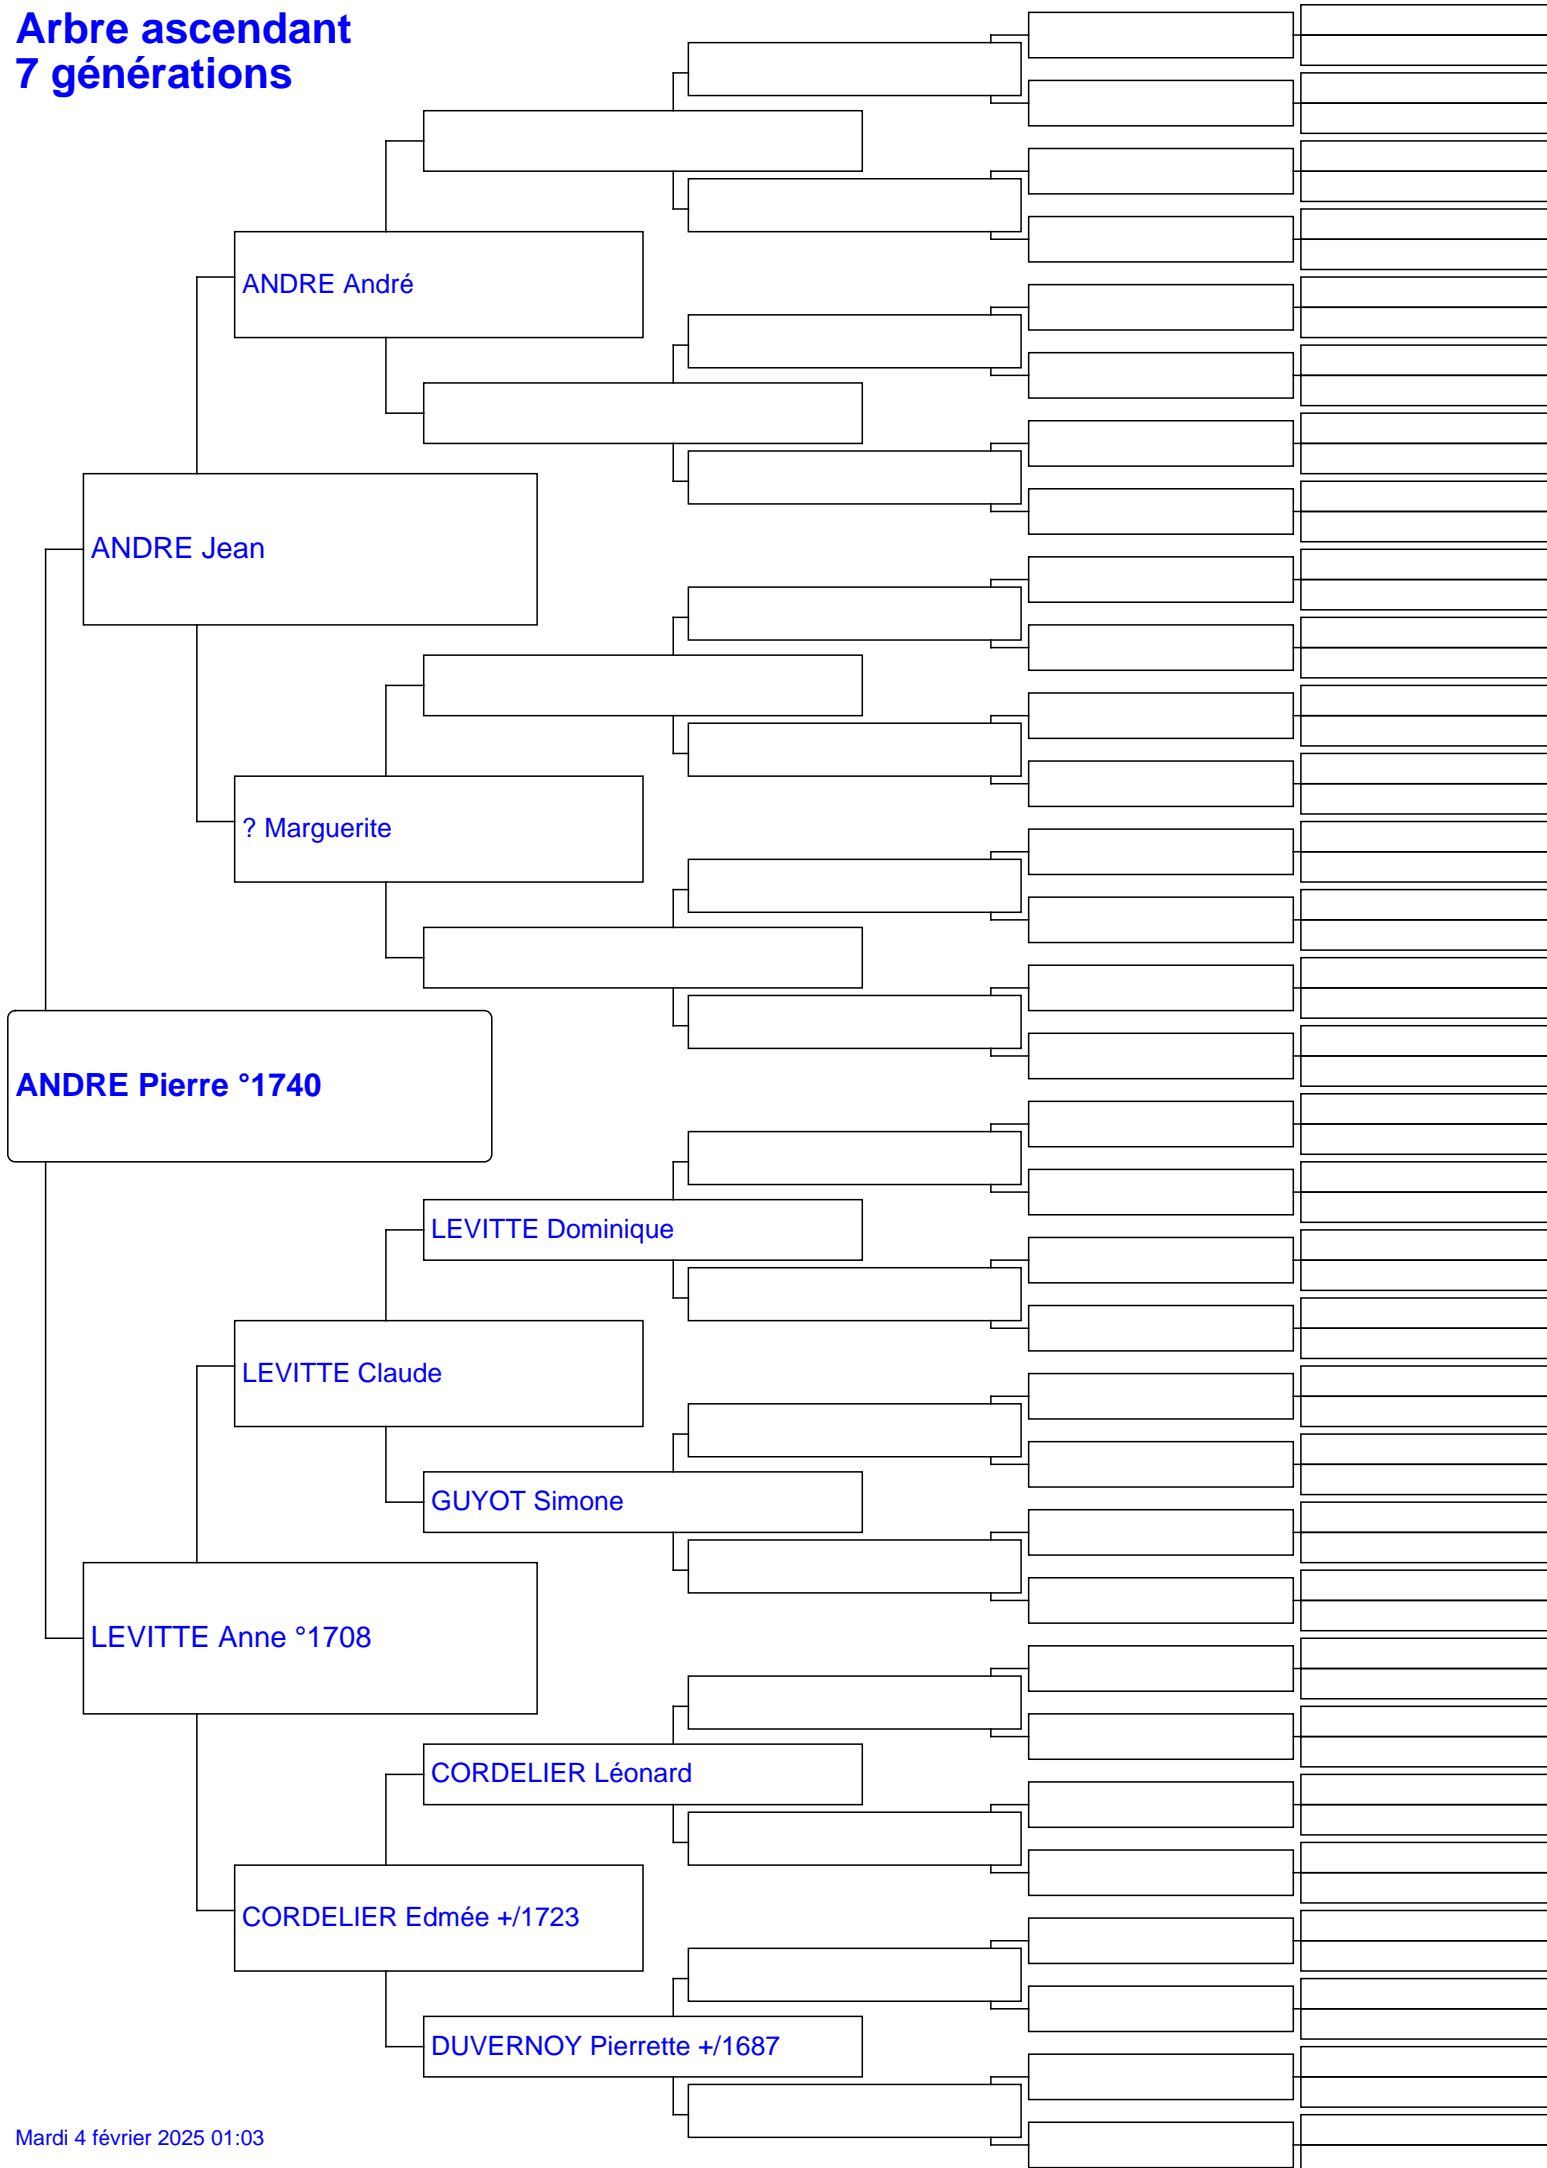 Arbre ascendant
7 générations
ANDRE André
ANDRE Jean
? Marguerite
ANDRE Pierre °1740
LEVITTE Dominique
LEVITTE Claude
GUYOT Simone
LEVITTE Anne °1708
CORDELIER Léonard
CORDELIER Edmée +/1723
DUVERNOY Pierrette +/1687
Mardi 4 février 2025 01:03